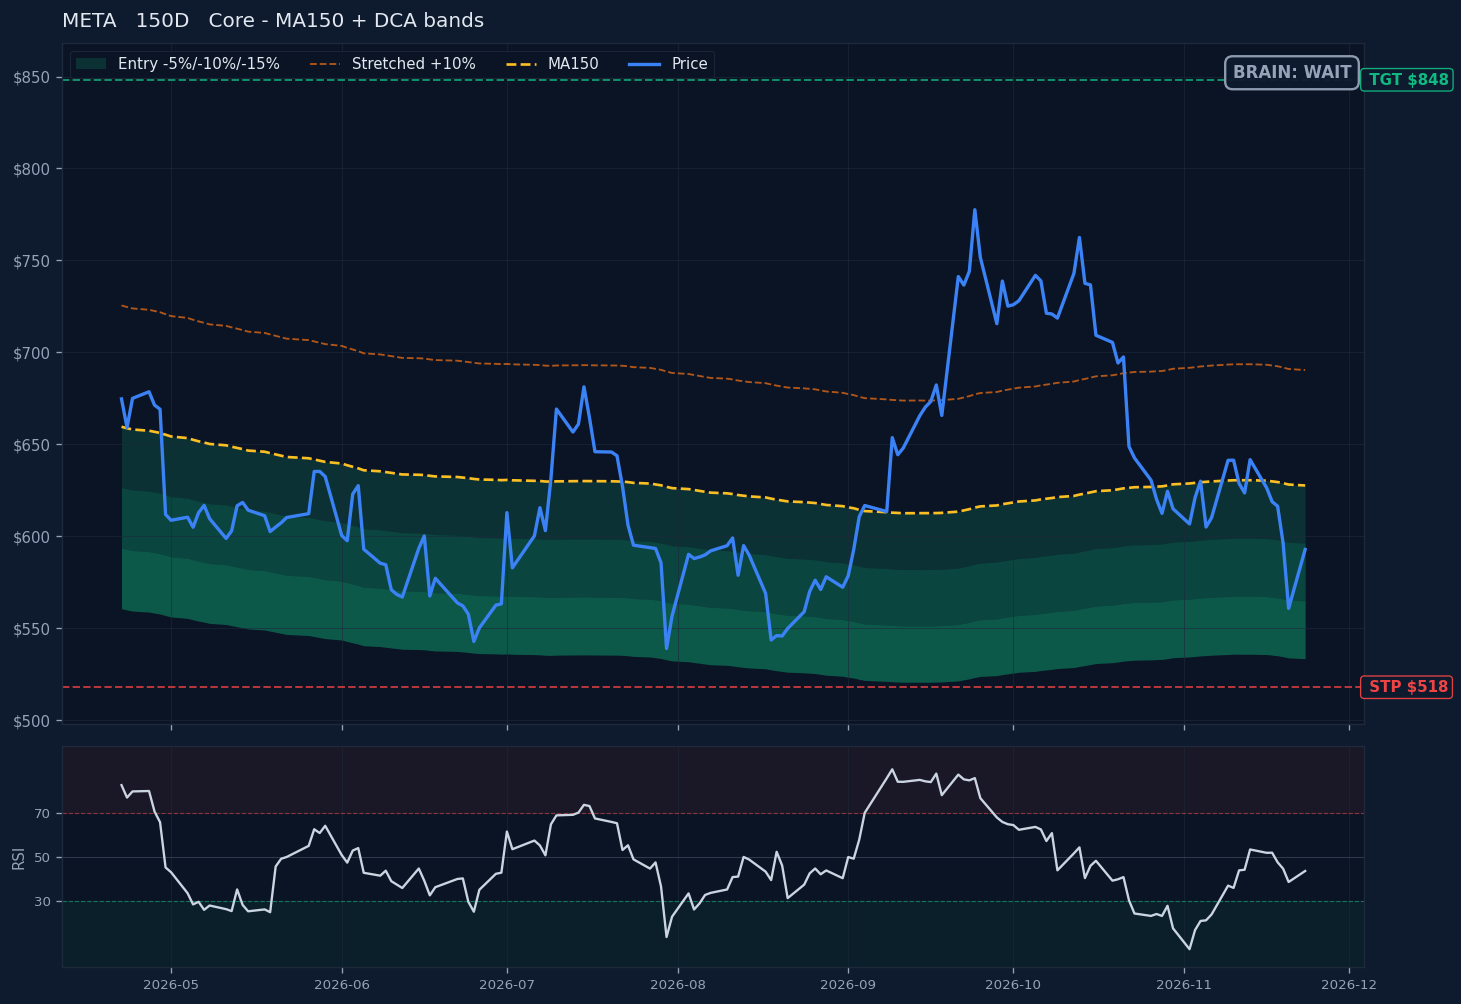 META   150D   Core - MA150 + DCA bands
Entry -5%/-10%/-15%   Stretched +10%   MA150   Price
BRAIN: WAIT
TGT $848
$850
$800
$750
$700
$650
$600
$550
STP $518
$500
RSI
70
50
30
2026-05   2026-06   2026-07   2026-08   2026-09   2026-10   2026-11   2026-12